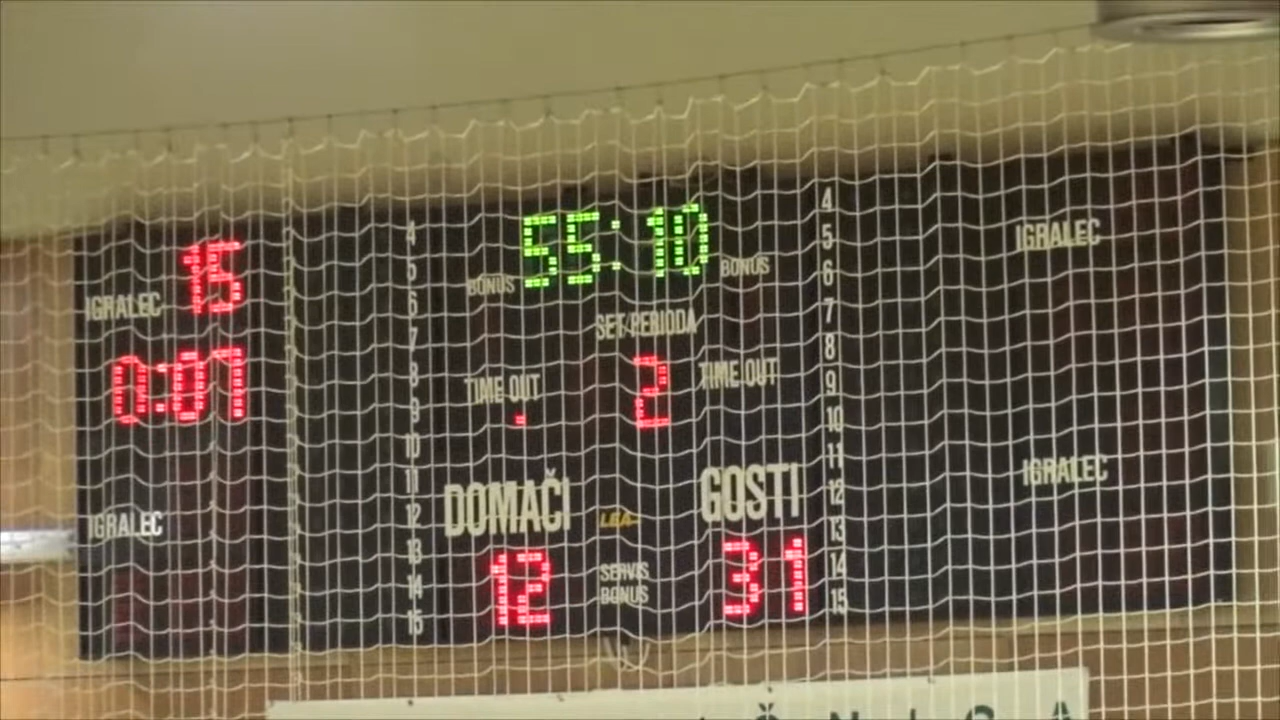 55:10
BONUS BONUS
IGRALEC 15
0:07
IGRALEC
4
5
6
7
8
9
10
11
12
13
14
15
SET/PERIODA
2
TIME OUT TIME OUT
DOMAČI GOSTI
LEA
12 31
SERVIS
BONUS
4
5
6
7
8
9
10
11
12
13
14
15
IGRALEC
IGRALEC